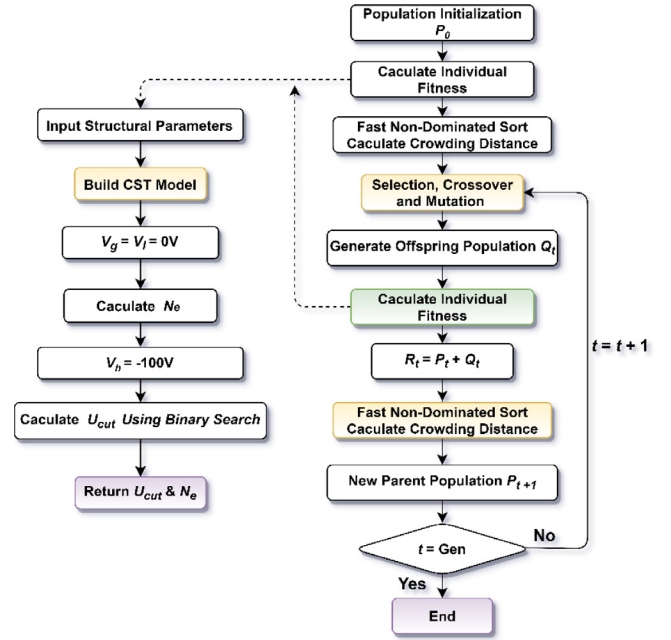 Population Initialization
P0
Caculate Individual
Fitness
Fast Non-Dominated Sort
Caculate Crowding Distance
Selection, Crossover
and Mutation
Generate Offspring Population Qt
Caculate Individual
Fitness
Rt = Pt + Qt
Fast Non-Dominated Sort
Caculate Crowding Distance
New Parent Population Pt+1
t = Gen
No
Yes
End
t = t + 1
Input Structural Parameters
Build CST Model
Vg = Vl = 0V
Caculate Ne
Vh = -100V
Caculate Ucut Using Binary Search
Return Ucut & Ne